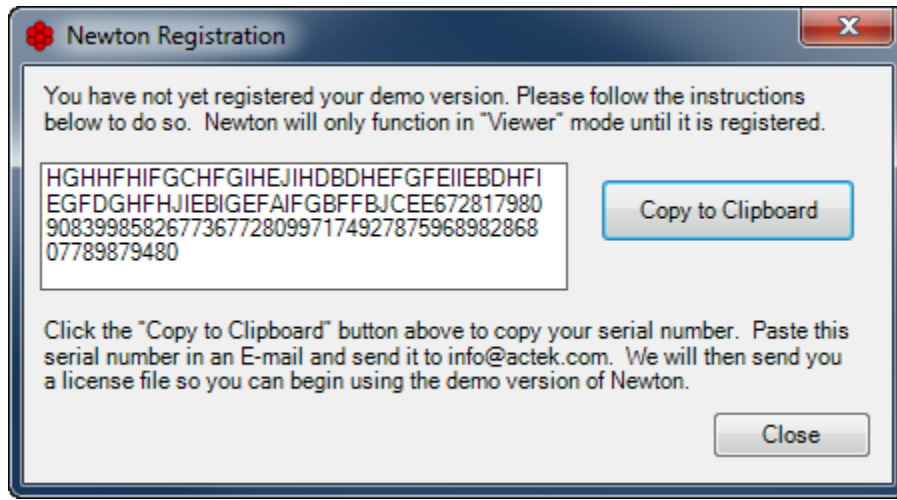 Newton Registration
You have not yet registered your demo version. Please follow the instructions
below to do so.  Newton will only function in "Viewer" mode until it is registered.
HGHHFHIFGCHFGIHEJIHDBDHEFGFEIIEBDHFI
EGFDGHFHJIEBIGEFAIFGBFFBJCEE672817980
908399858267736772809971749278759689828 68
07789879480
Copy to Clipboard
Click the "Copy to Clipboard" button above to copy your serial number.  Paste this
serial number in an E-mail and send it to info@actek.com.  We will then send you
a license file so you can begin using the demo version of Newton.
Close